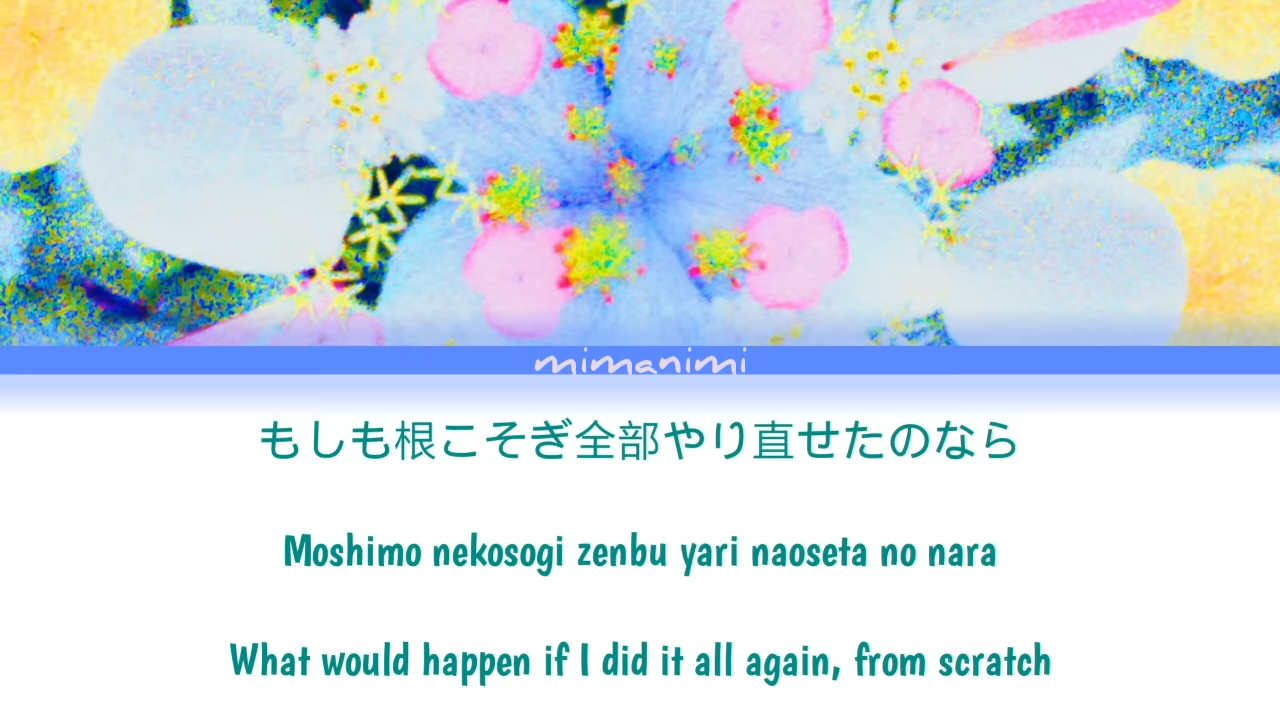 mimanimi
もしも根こそぎ全部やり直せたのなら
Moshimo nekosogi zenbu yari naoseta no nara
What would happen if I did it all again, from scratch